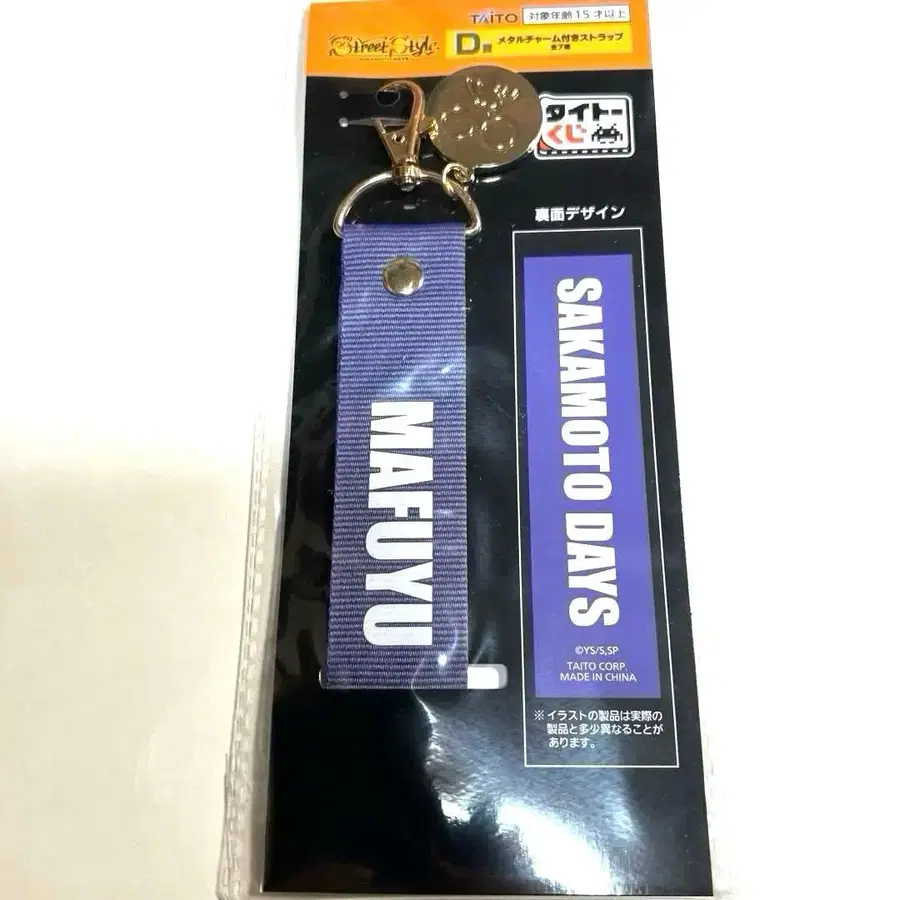 TAITO
対象年齢15才以上
Street Style
D賞
メタルチャーム付きストラップ
全7種
タイトー
くじ
裏面デザイン
MAFUYU
SAKAMOTO DAYS
©YS/S,SP
TAITO CORP.
MADE IN CHINA
※イラストの製品は実際の
製品と多少異なることが
あります。